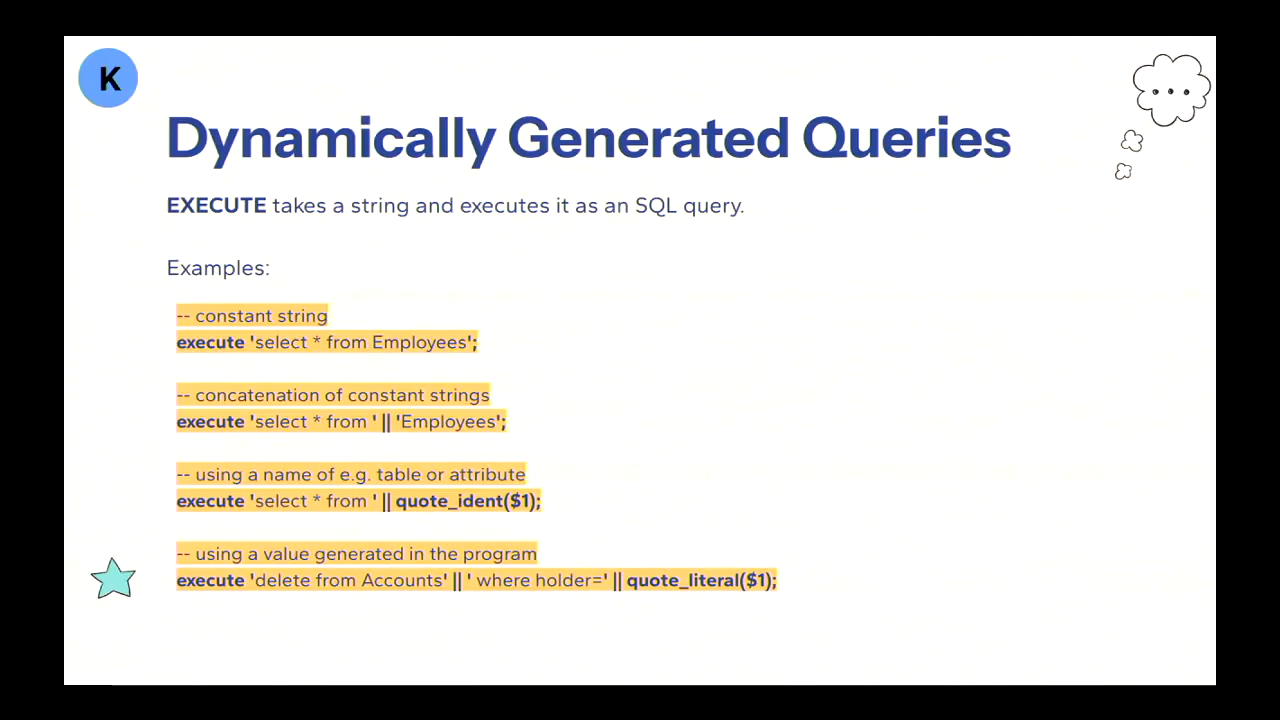 K
Dynamically Generated Queries
EXECUTE takes a string and executes it as an SQL query.
Examples:
-- constant string
execute 'select * from Employees';
-- concatenation of constant strings
execute 'select * from ' || 'Employees';
-- using a name of e.g. table or attribute
execute 'select * from ' || quote_ident($1);
-- using a value generated in the program
execute 'delete from Accounts' || ' where holder=' || quote_literal($1);